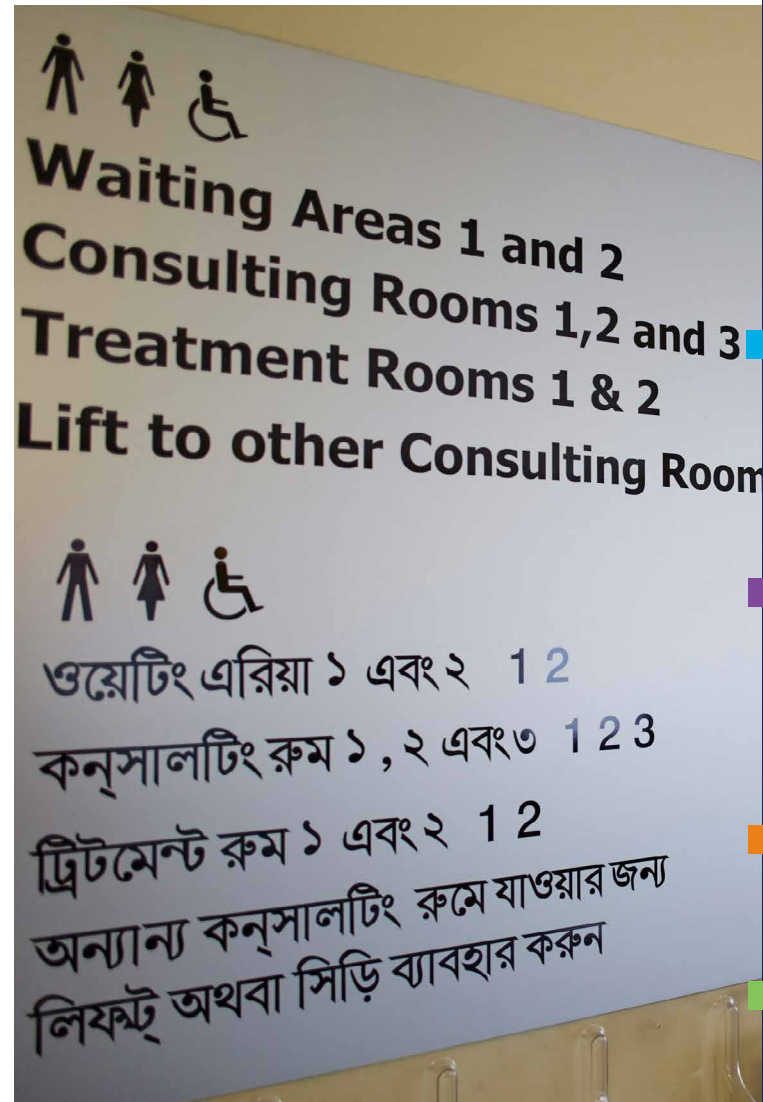 Waiting Areas 1 and 2
Consulting Rooms 1,2 and 3
Treatment Rooms 1 & 2
Lift to other Consulting Room
ওয়েটিং এরিয়া ১ এবং ২ 1 2
কন্‌সালটিং রুম ১ , ২ এবং ৩ 1 2 3
ট্রিটমেন্ট রুম ১ এবং ২ 1 2
অন্যান্য কন্‌সালটিং রুমে যাওয়ার জন্য
লিফ্ট্ অথবা সিড়ি ব্যাবহার করুন